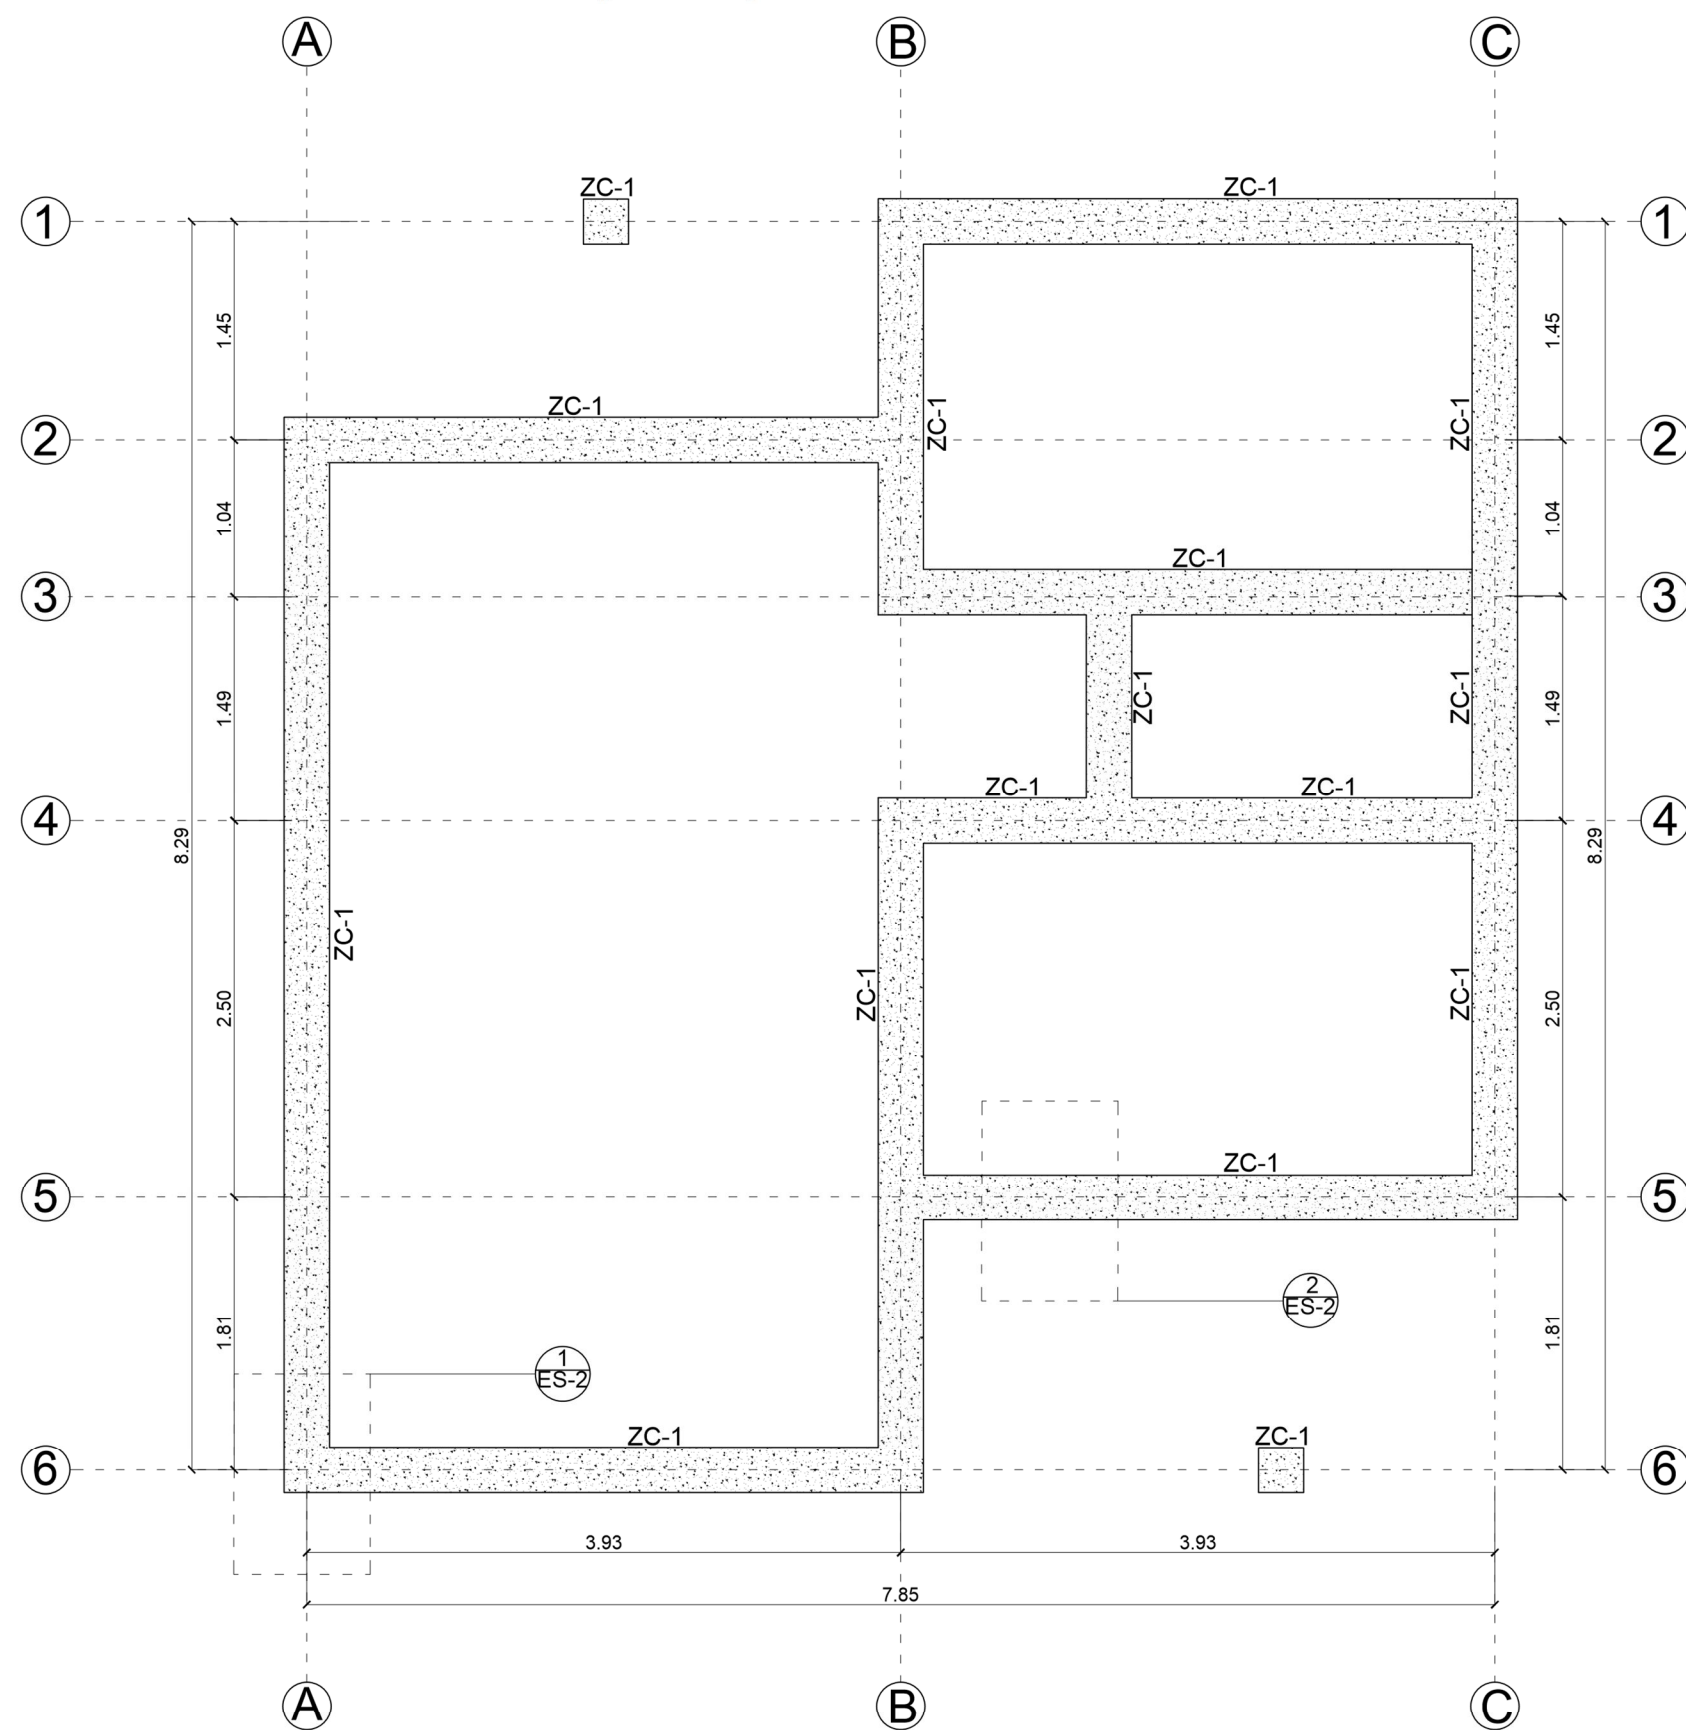 A B C
ZC-1 ZC-1
1 1
1.45 1.45
ZC-1 ZC-1 ZC-1
2 2
1.04 1.04
ZC-1
3 3
1.49 ZC-1 ZC-1 1.49
ZC-1 ZC-1
4 4
8.29 8.29
ZC-1 ZC-1 ZC-1
2.50 2.50
ZC-1
5 5
2
ES-2
1.81 1.81
1
ES-2
ZC-1 ZC-1
6 6
3.93 3.93
7.85
A B C